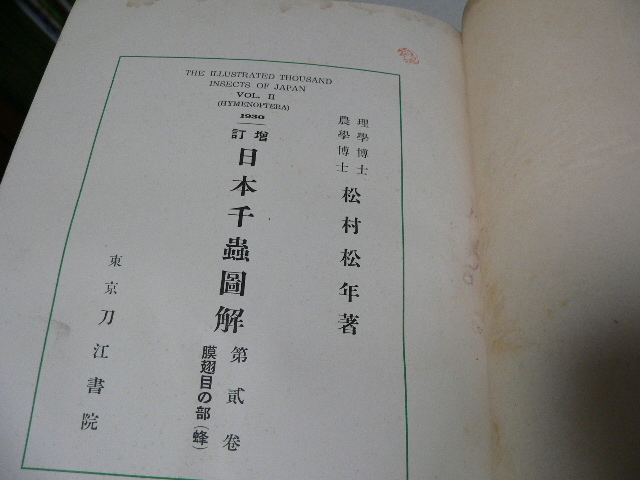 THE ILLUSTRATED THOUSAND
INSECTS OF JAPAN
VOL. II
(HYMENOPTERA)
1930
理學博士
農學博士
松村松年著
增訂
日本千蟲圖解
第貳卷
膜翅目の部(蜂)
東京刀江書院